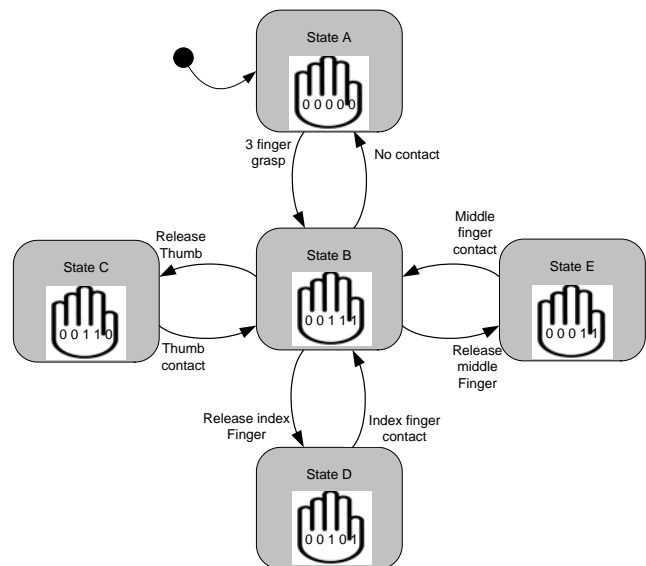 State A
0 0 0 0 0
3 finger
grasp
No contact
Release
Thumb
Middle
finger
contact
State C
0 0 1 1 0
State B
0 0 1 1 1
State E
0 0 0 1 1
Thumb
contact
Release
middle
Finger
Release index
Finger
Index finger
contact
State D
0 0 1 0 1